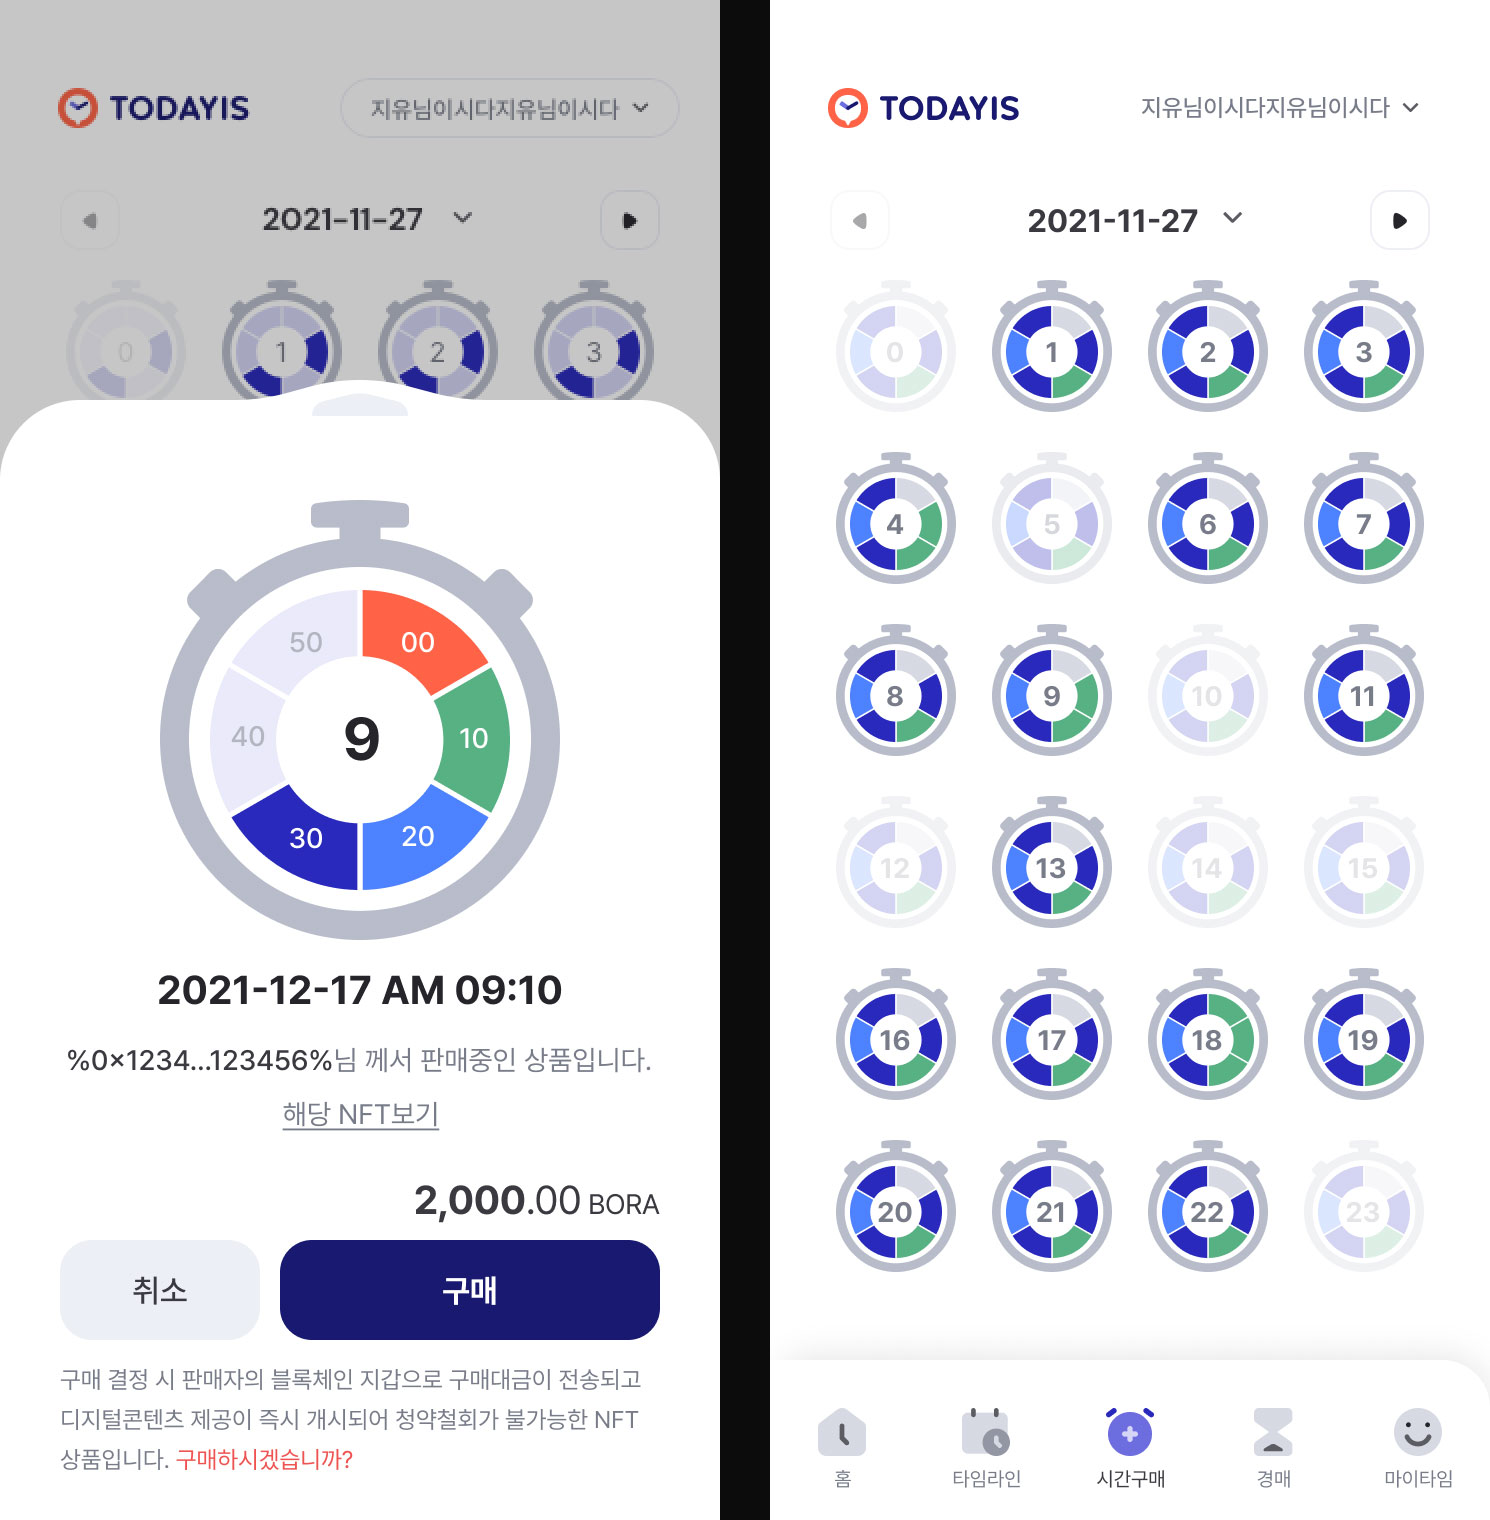 TODAYIS
지유님이시다지유님이시다
2021-11-27
0
1
2
3
50
00
40
9
10
30
20
2021-12-17 AM 09:10
%0×1234...123456%님 께서 판매중인 상품입니다.
해당 NFT보기
2,000.00 BORA
취소
구매
구매 결정 시 판매자의 블록체인 지갑으로 구매대금이 전송되고
디지털콘텐츠 제공이 즉시 개시되어 청약철회가 불가능한 NFT
상품입니다. 구매하시겠습니까?
TODAYIS
지유님이시다지유님이시다
2021-11-27
0
1
2
3
4
5
6
7
8
9
10
11
12
13
14
15
16
17
18
19
20
21
22
23
홈
타임라인
시간구매
경매
마이타임